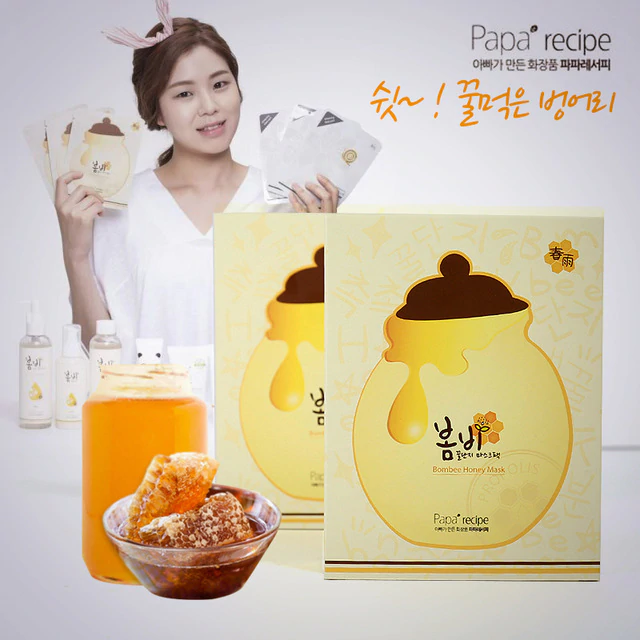 Papa recipe
아빠가 만든 화장품 파파레서피
쉿~! 꿀먹은 벙어리
春雨
봄비
봄비
꿀단지 마스크팩
Bombee Honey Mask
PROPOLIS
Papa recipe
아빠가 만든 화장품 파파레서피